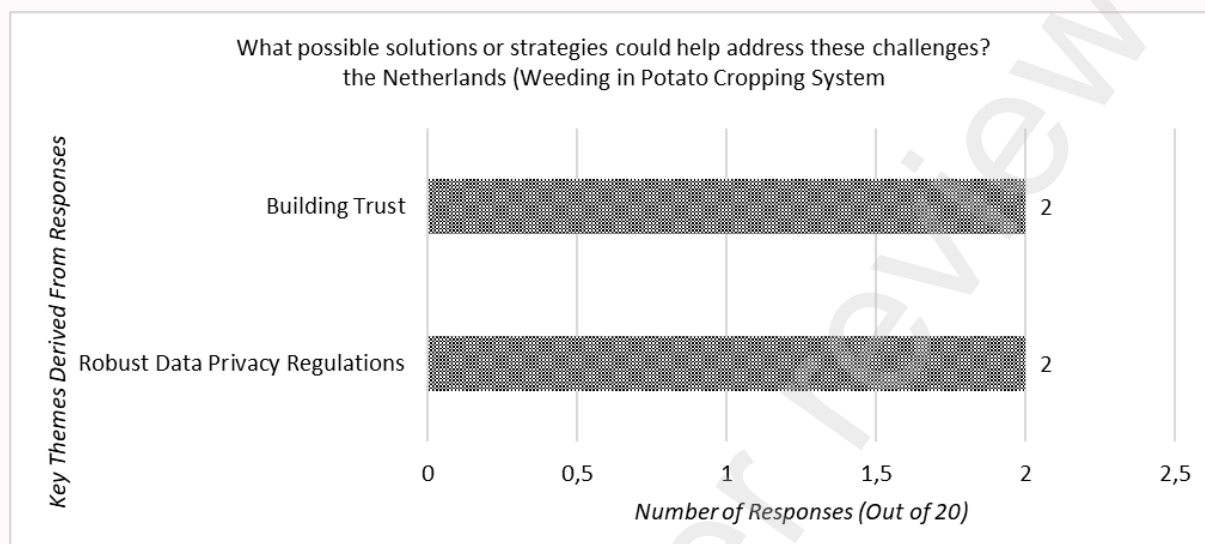 What possible solutions or strategies could help address these challenges?
the Netherlands (Weeding in Potato Cropping System
Key Themes Derived From Responses
Building Trust
2
Robust Data Privacy Regulations
2
0
0,5
1
1,5
2
2,5
Number of Responses (Out of 20)
er review